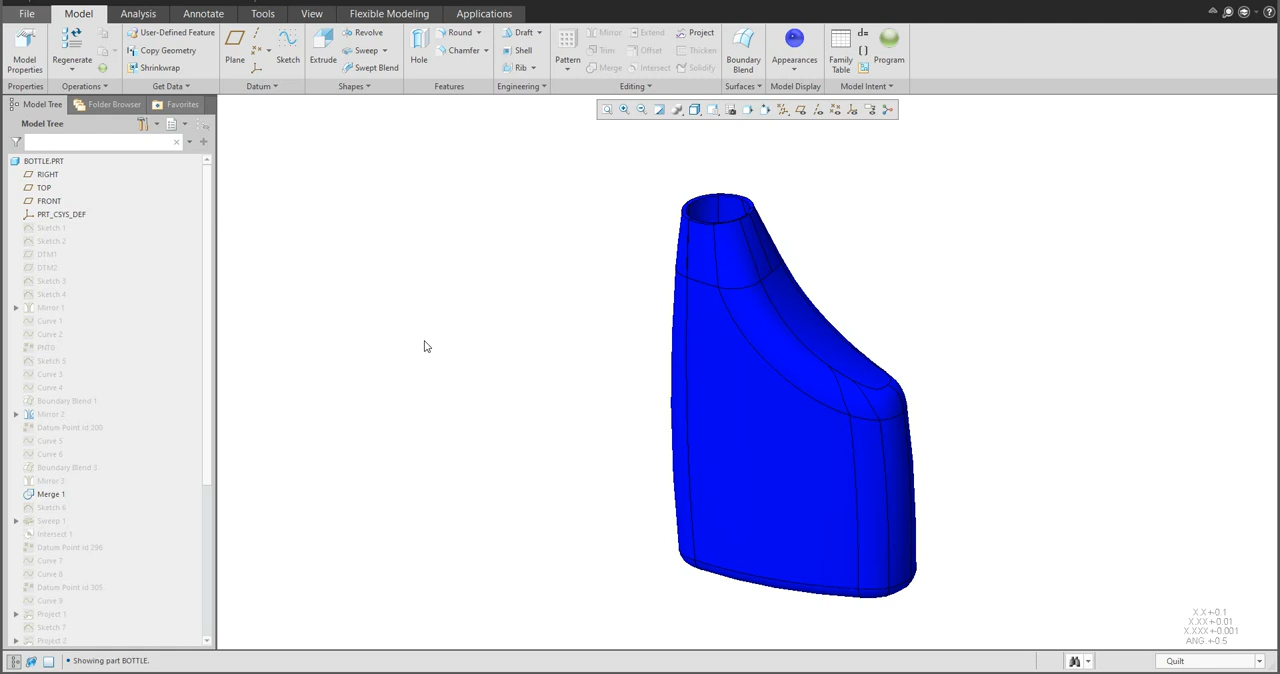 File Model Analysis Annotate Tools View Flexible Modeling Applications
User-Defined Feature Revolve Round Draft Mirror Extend Project
Copy Geometry Sweep Chamfer Shell Trim Offset Thicken
Shrinkwrap Swept Blend Rib Merge Intersect Solidify
Model Properties Regenerate Plane Sketch Extrude Hole Pattern Boundary Blend Appearances Family Table Program
Properties Operations Get Data Datum Shapes Features Engineering Editing Surfaces Model Display Model Intent
Model Tree Folder Browser Favorites
Model Tree
BOTTLE.PRT
RIGHT
TOP
FRONT
PRT_CSYS_DEF
Sketch 1
Sketch 2
DTM1
DTM2
Sketch 3
Sketch 4
Mirror 1
Curve 1
Curve 2
PNT0
Sketch 5
Curve 3
Curve 4
Boundary Blend 1
Mirror 2
Datum Point id 200
Curve 5
Curve 6
Boundary Blend 3
Mirror 3
Merge 1
Sketch 6
Sweep 1
Intersect 1
Datum Point id 296
Curve 7
Curve 8
Datum Point id 305
Curve 9
Project 1
Sketch 7
Project 2
X.X+-0.1
X.XX+-0.01
X.XXX+-0.001
ANG.+-0.5
• Showing part BOTTLE.
Quilt